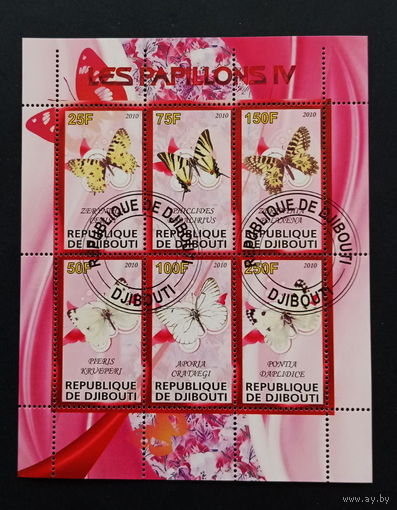 LES PAPILLONS IV
25F 2010
75F 2010
150F 2010
REPUBLIQUE
DE DJIBOUTI
REPUBLIQUE
DE DJIBOUTI
REPUBLIQUE
DE DJIBOUTI
REPUBLIQUE DE DJIBOUTI
DJIBOUTI
REPUBLIQUE DE DJIBOUTI
DJIBOUTI
50F 2010
100F 2010
250F 2010
PIERIS
KRUEPERI
APORIA
CRATAEGI
PONTIA
DAPLIDICE
REPUBLIQUE
DE DJIBOUTI
REPUBLIQUE
DE DJIBOUTI
REPUBLIQUE
DE DJIBOUTI
www.ay.by